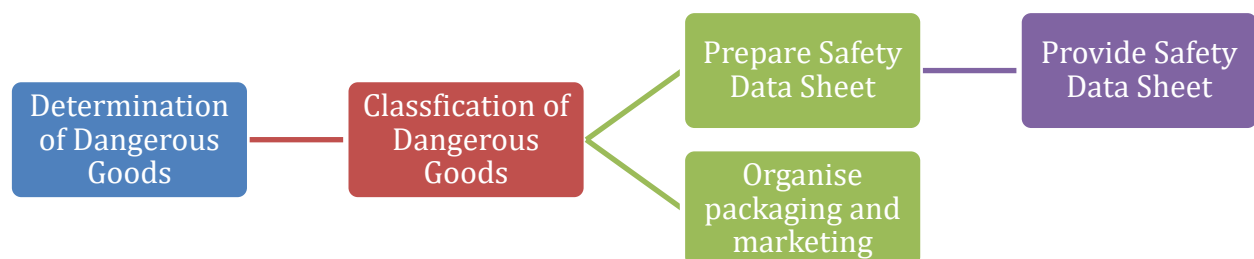 Determination
of Dangerous
Goods
Classfication of
Dangerous
Goods
Prepare Safety
Data Sheet
Provide Safety
Data Sheet
Organise
packaging and
marketing